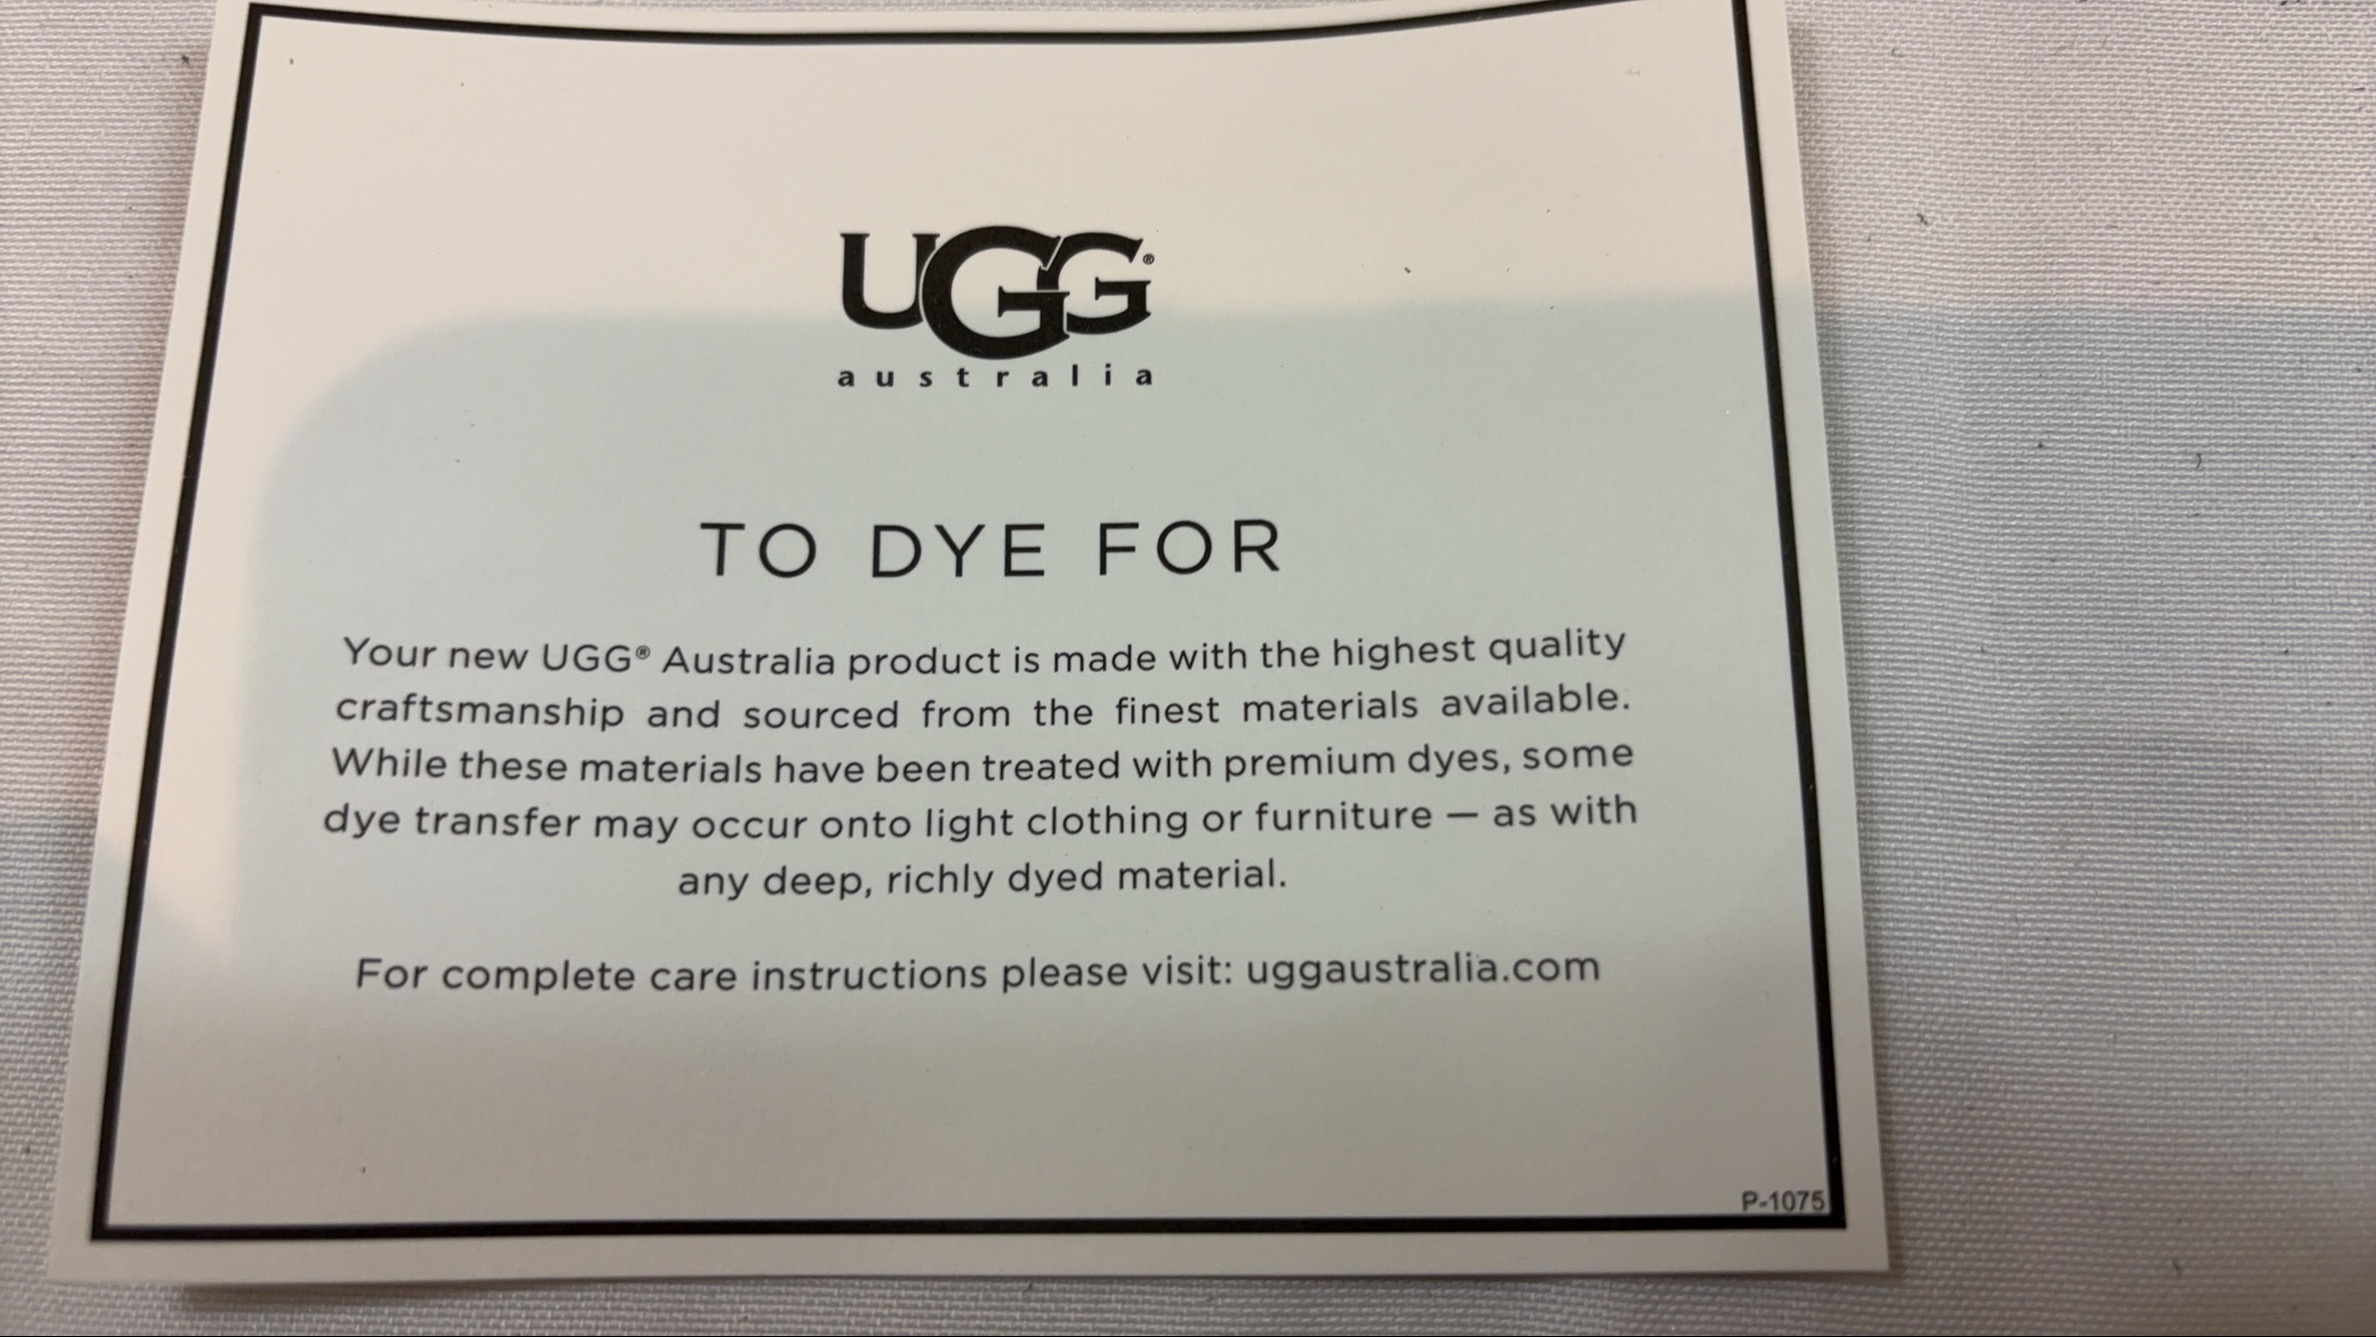 UGG®
australia
TO DYE FOR
Your new UGG® Australia product is made with the highest quality
craftsmanship and sourced from the finest materials available.
While these materials have been treated with premium dyes, some
dye transfer may occur onto light clothing or furniture — as with
any deep, richly dyed material.
For complete care instructions please visit: uggaustralia.com
P-1075